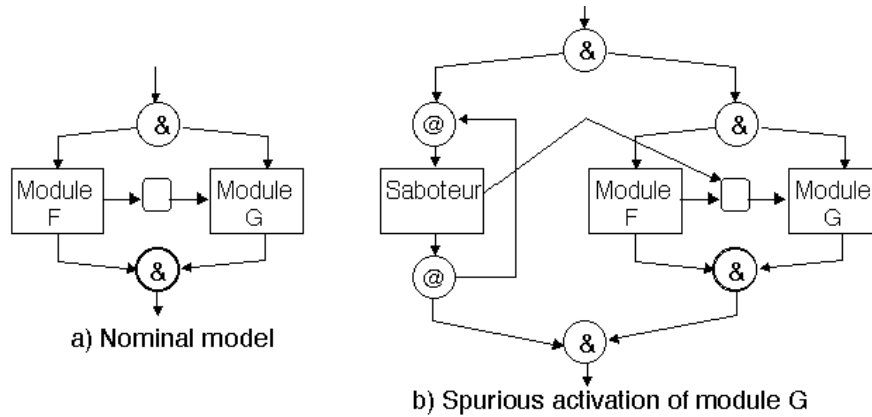 &
Module
F
Module
G
&
a) Nominal model
&
@
&
Saboteur
Module
F
Module
G
@
&
&
b) Spurious activation of module G